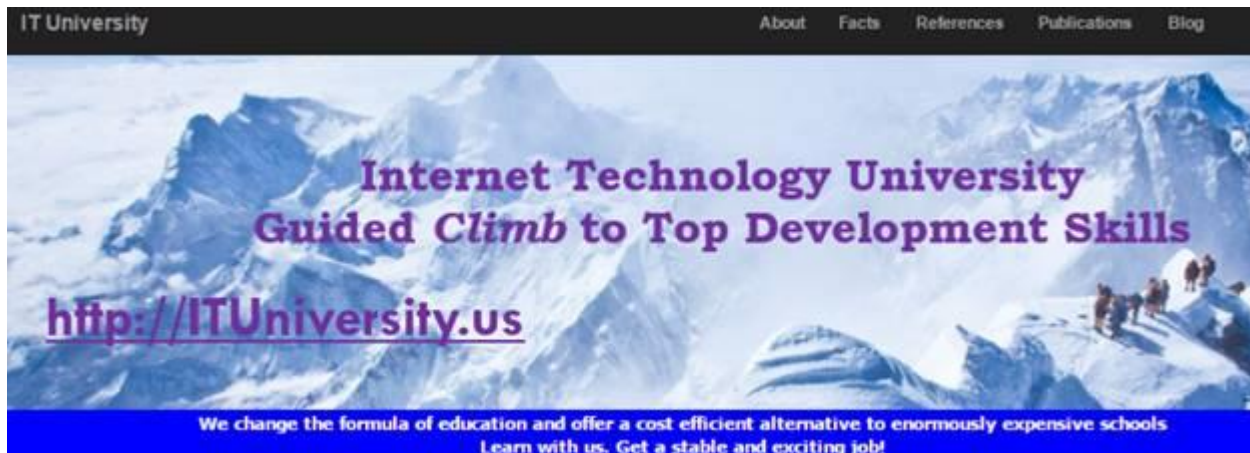 IT University
About Facts References Publications Blog
Internet Technology University
Guided Climb to Top Development Skills
http://ITUniversity.us
We change the formula of education and offer a cost efficient alternative to enormously expensive schools
Learn with us. Get a stable and exciting job!